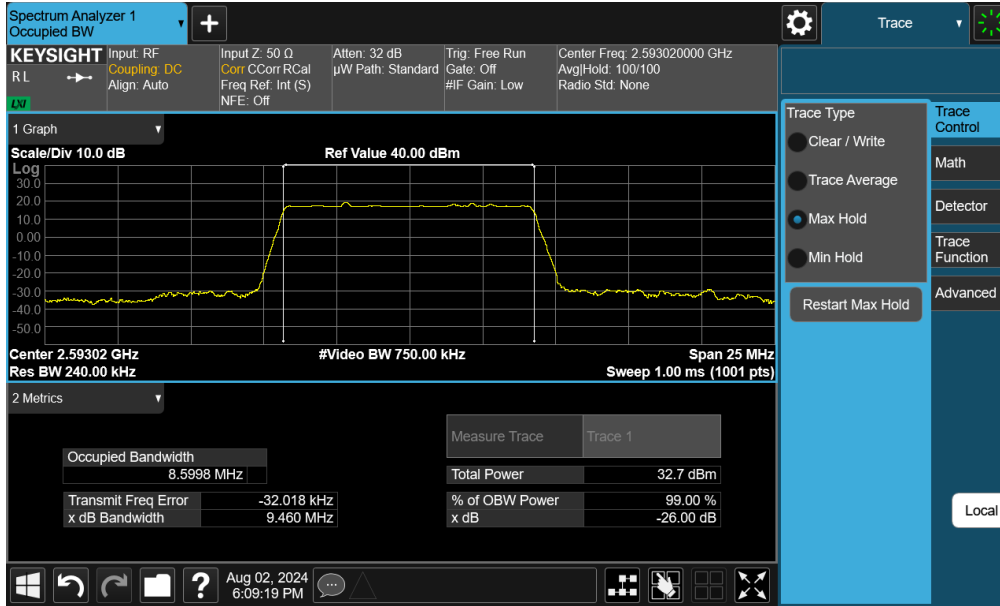 Spectrum Analyzer 1
Occupied BW
Trace
KEYSIGHT
RL
LXI
Input: RF
Coupling: DC
Align: Auto
Input Z: 50 Ω
Corr CCorr RCal
Freq Ref: Int (S)
NFE: Off
Atten: 32 dB
µW Path: Standard
Trig: Free Run
Gate: Off
#IF Gain: Low
Center Freq: 2.593020000 GHz
Avg|Hold: 100/100
Radio Std: None
1 Graph
Scale/Div 10.0 dB
Ref Value 40.00 dBm
Log
30.0
20.0
10.0
0.00
-10.0
-20.0
-30.0
-40.0
-50.0
Center 2.59302 GHz
#Video BW 750.00 kHz
Span 25 MHz
Res BW 240.00 kHz
Sweep 1.00 ms (1001 pts)
2 Metrics
Measure Trace
Trace 1
Occupied Bandwidth
8.5998 MHz
Total Power
32.7 dBm
Transmit Freq Error
-32.018 kHz
% of OBW Power
99.00 %
x dB Bandwidth
9.460 MHz
x dB
-26.00 dB
Trace Type
Clear / Write
Trace Average
Max Hold
Min Hold
Restart Max Hold
Trace
Control
Math
Detector
Trace
Function
Advanced
Local
?
Aug 02, 2024
6:09:19 PM